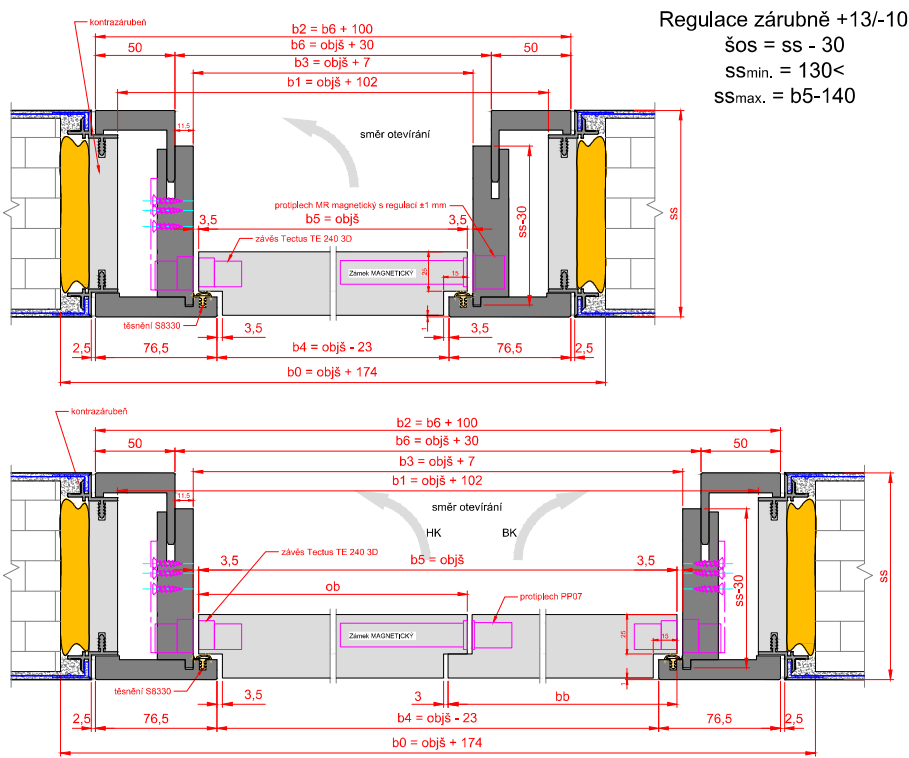 Regulace zárubně +13/-10
šos = ss - 30
ssmin. = 130<
ssmax. = b5-140
kontrazárubeň
b2 = b6 + 100
50
b6 = objš + 30
50
b3 = objš + 7
b1 = objš + 102
11,5
směr otevírání
protiplech MR magnetický s regulací ±1 mm
ss-30
ss
3,5
b5 = objš
3,5
závěs Tectus TE 240 3D
Zámek MAGNETICKÝ
25
15
těsnění S8330
3,5
1
3,5
2,5
76,5
b4 = objš - 23
76,5
2,5
b0 = objš + 174
kontrazárubeň
b2 = b6 + 100
50
b6 = objš + 30
50
b3 = objš + 7
b1 = objš + 102
11,5
směr otevírání
HK
BK
závěs Tectus TE 240 3D
3,5
b5 = objš
3,5
ss-30
ss
ob
protiplech PP07
Zámek MAGNETICKÝ
25
15
těsnění S8330
3,5
3
bb
1
2,5
76,5
b4 = objš - 23
76,5
2,5
b0 = objš + 174